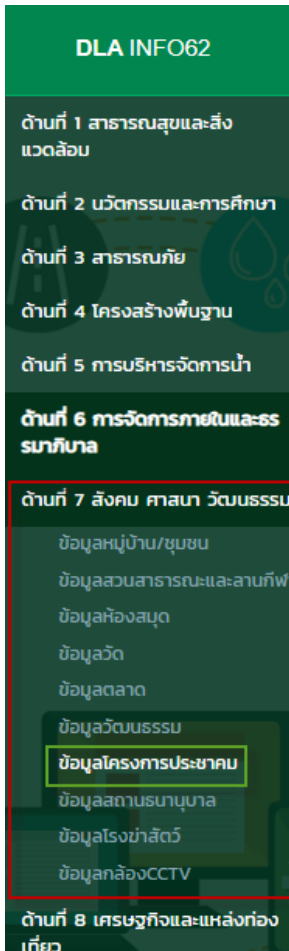 DLA INFO62
ด้านที่ 1 สาธารณสุขและสิ่ง
แวดล้อม
ด้านที่ 2 นวัตกรรมและการศึกษา
ด้านที่ 3 สาธารณภัย
ด้านที่ 4 โครงสร้างพื้นฐาน
ด้านที่ 5 การบริหารจัดการน้ำ
ด้านที่ 6 การจัดการภายในและธร
รมาภิบาล
ด้านที่ 7 สังคม ศาสนา วัฒนธรรม
ข้อมูลหมู่บ้าน/ชุมชน
ข้อมูลสวนสาธารณะและลานกีฬ
ข้อมูลห้องสมุด
ข้อมูลวัด
ข้อมูลตลาด
ข้อมูลวัฒนธรรม
ข้อมูลโครงการประชาคม
ข้อมูลสถานธนานุบาล
ข้อมูลโรงฆ่าสัตว์
ข้อมูลกล้องCCTV
ด้านที่ 8 เศรษฐกิจและแหล่งท่อง
เที่ยว